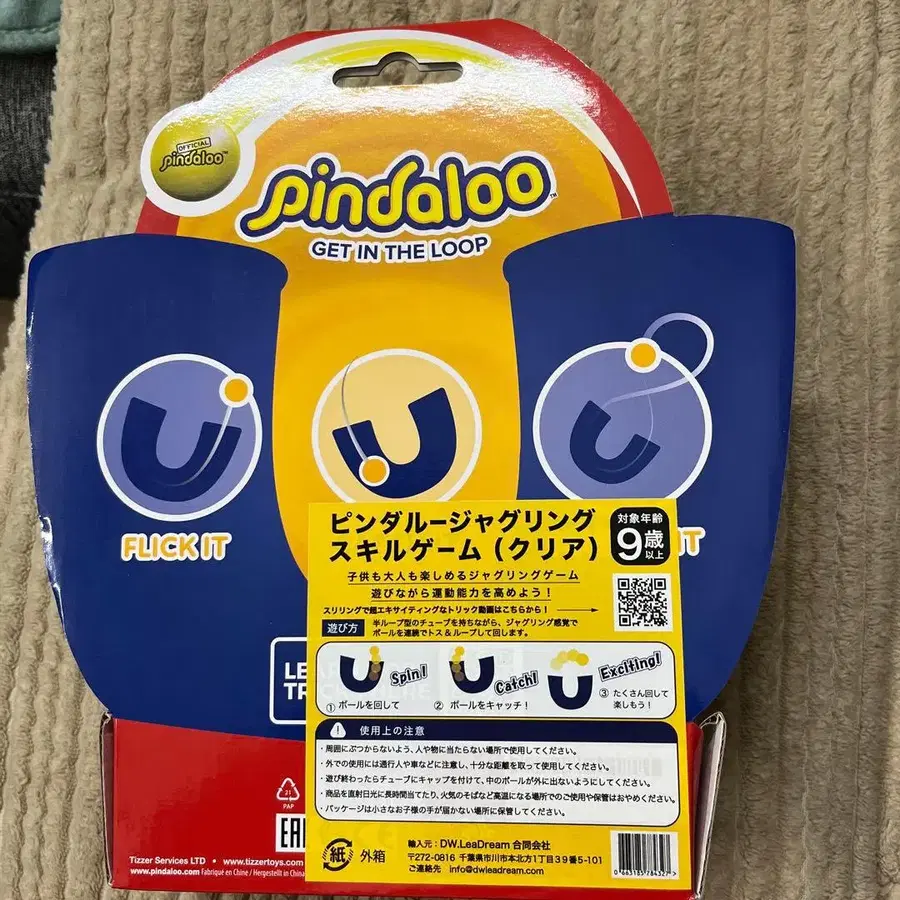 OFFICIAL
pindaloo™
pindaloo™
GET IN THE LOOP
FLICK IT
IT
ピンダルージャグリング
スキルゲーム（クリア）
対象年齢
9歳以上
子供も大人も楽しめるジャグリングゲーム
遊びながら運動能力を高めよう！
スリリングで超エキサイティングなトリック動画はこちらから！
遊び方
半ループ型のチューブを持ちながら、ジャグリング感覚で
ボールを連続でトス＆ループして回します。
Spin!
Catch!
Exciting!
① ボールを回して
② ボールをキャッチ！
③ たくさん回して
楽しもう！
LEA
TR
使用上の注意
・周囲にぶつからないよう、人や物に当たらない場所で使用してください。
・外での使用には通行人や車などに注意し、十分な距離を取って使用してください。
・遊び終わったらチューブにキャップを付けて、中のボールが外に出ないようにしてください。
・商品を直射日光に長時間当てたり、火気のそばなど高温になる場所でのご使用や保管はおやめください。
・パッケージは小さなお子様の手が届かない場所に保管してください。
21
PAP
EAC
紙 外箱
輸入元：DW.LeaDream 合同会社
〒272-0816 千葉県市川市本北方1丁目39番5-101
ご連絡先 info@dwleadream.com
0 663185 784327 >
Tizzer Services LTD • www.tizzertoys.com
www.pindaloo.com Fabriqué en Chine / Hergestellt in China